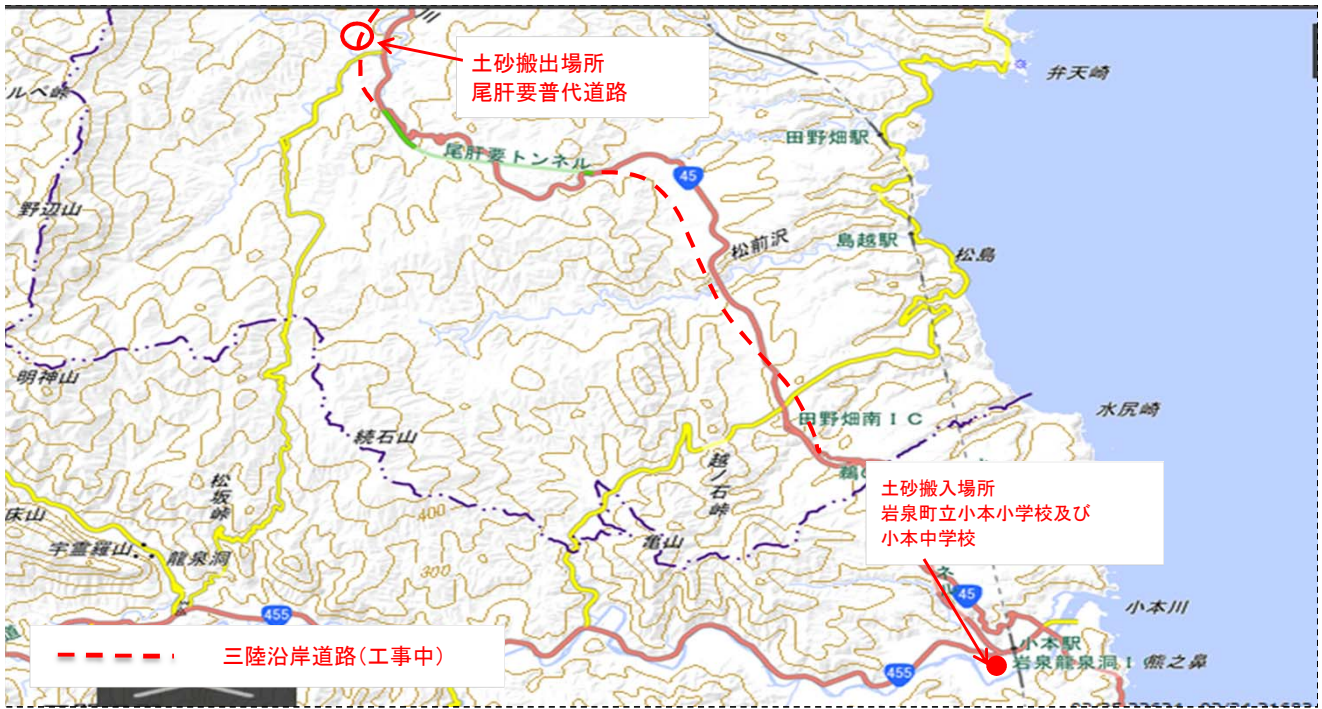 土砂搬出場所
尾肝要普代道路
弁天崎
ルベ峠
田野畑駅
尾肝要トンネル
45
野辺山
島越駅
松前沢
松島
明神山
水尻崎
田野畑南IC
続石山
越ノ石峠
土砂搬入場所
岩泉町立小本小学校及び
小本中学校
松坂峠
400
床山
宇霊羅山
龍泉洞
亀山
300
45
小本川
455
三陸沿岸道路(工事中)
小本駅
岩泉龍泉洞I
熊之鼻
455